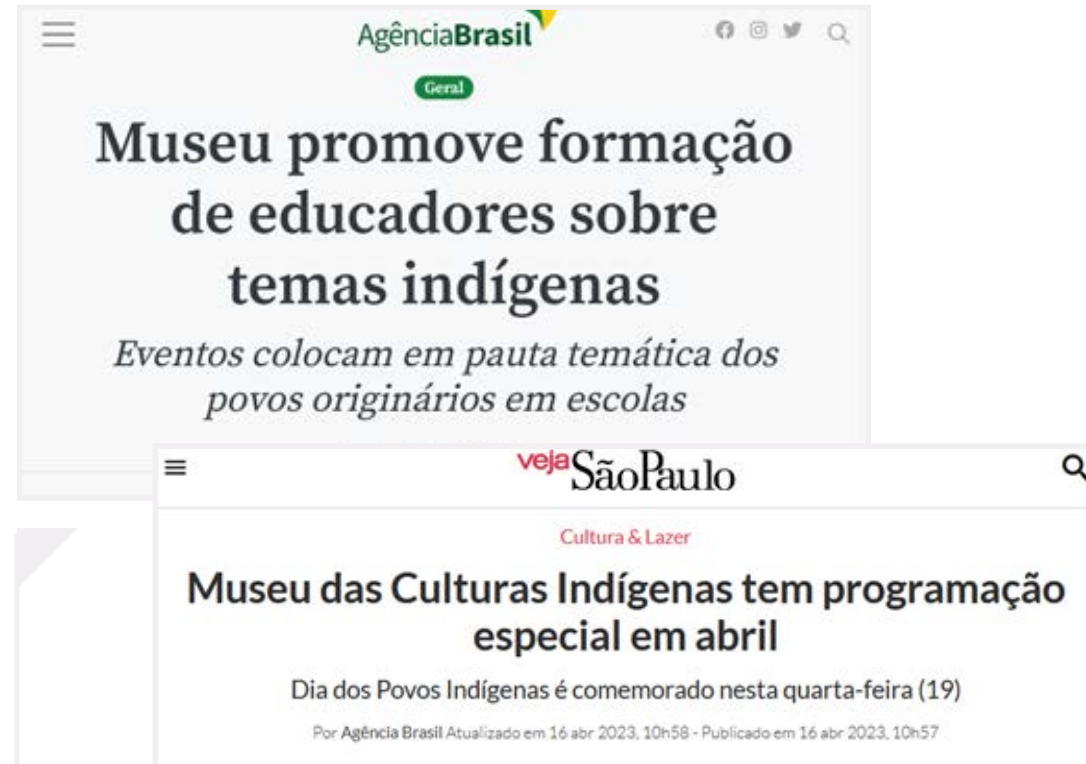 AgênciaBrasil
Geral
Museu promove formação
de educadores sobre
temas indígenas
Eventos colocam em pauta temática dos
povos originários em escolas
vejaSãoPaulo
Cultura & Lazer
Museu das Culturas Indígenas tem programação
especial em abril
Dia dos Povos Indígenas é comemorado nesta quarta-feira (19)
Por Agência Brasil Atualizado em 16 abr 2023, 10h58 - Publicado em 16 abr 2023, 10h57